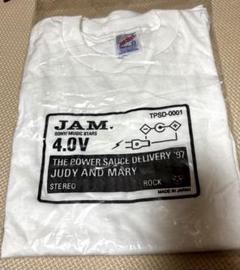 JAM.
SONY MUSIC STARS
TPSD-0001
4.0V
THE POWER SAUCE DELIVERY '97
JUDY AND MARY
STEREO ROCK
MADE IN JAPAN